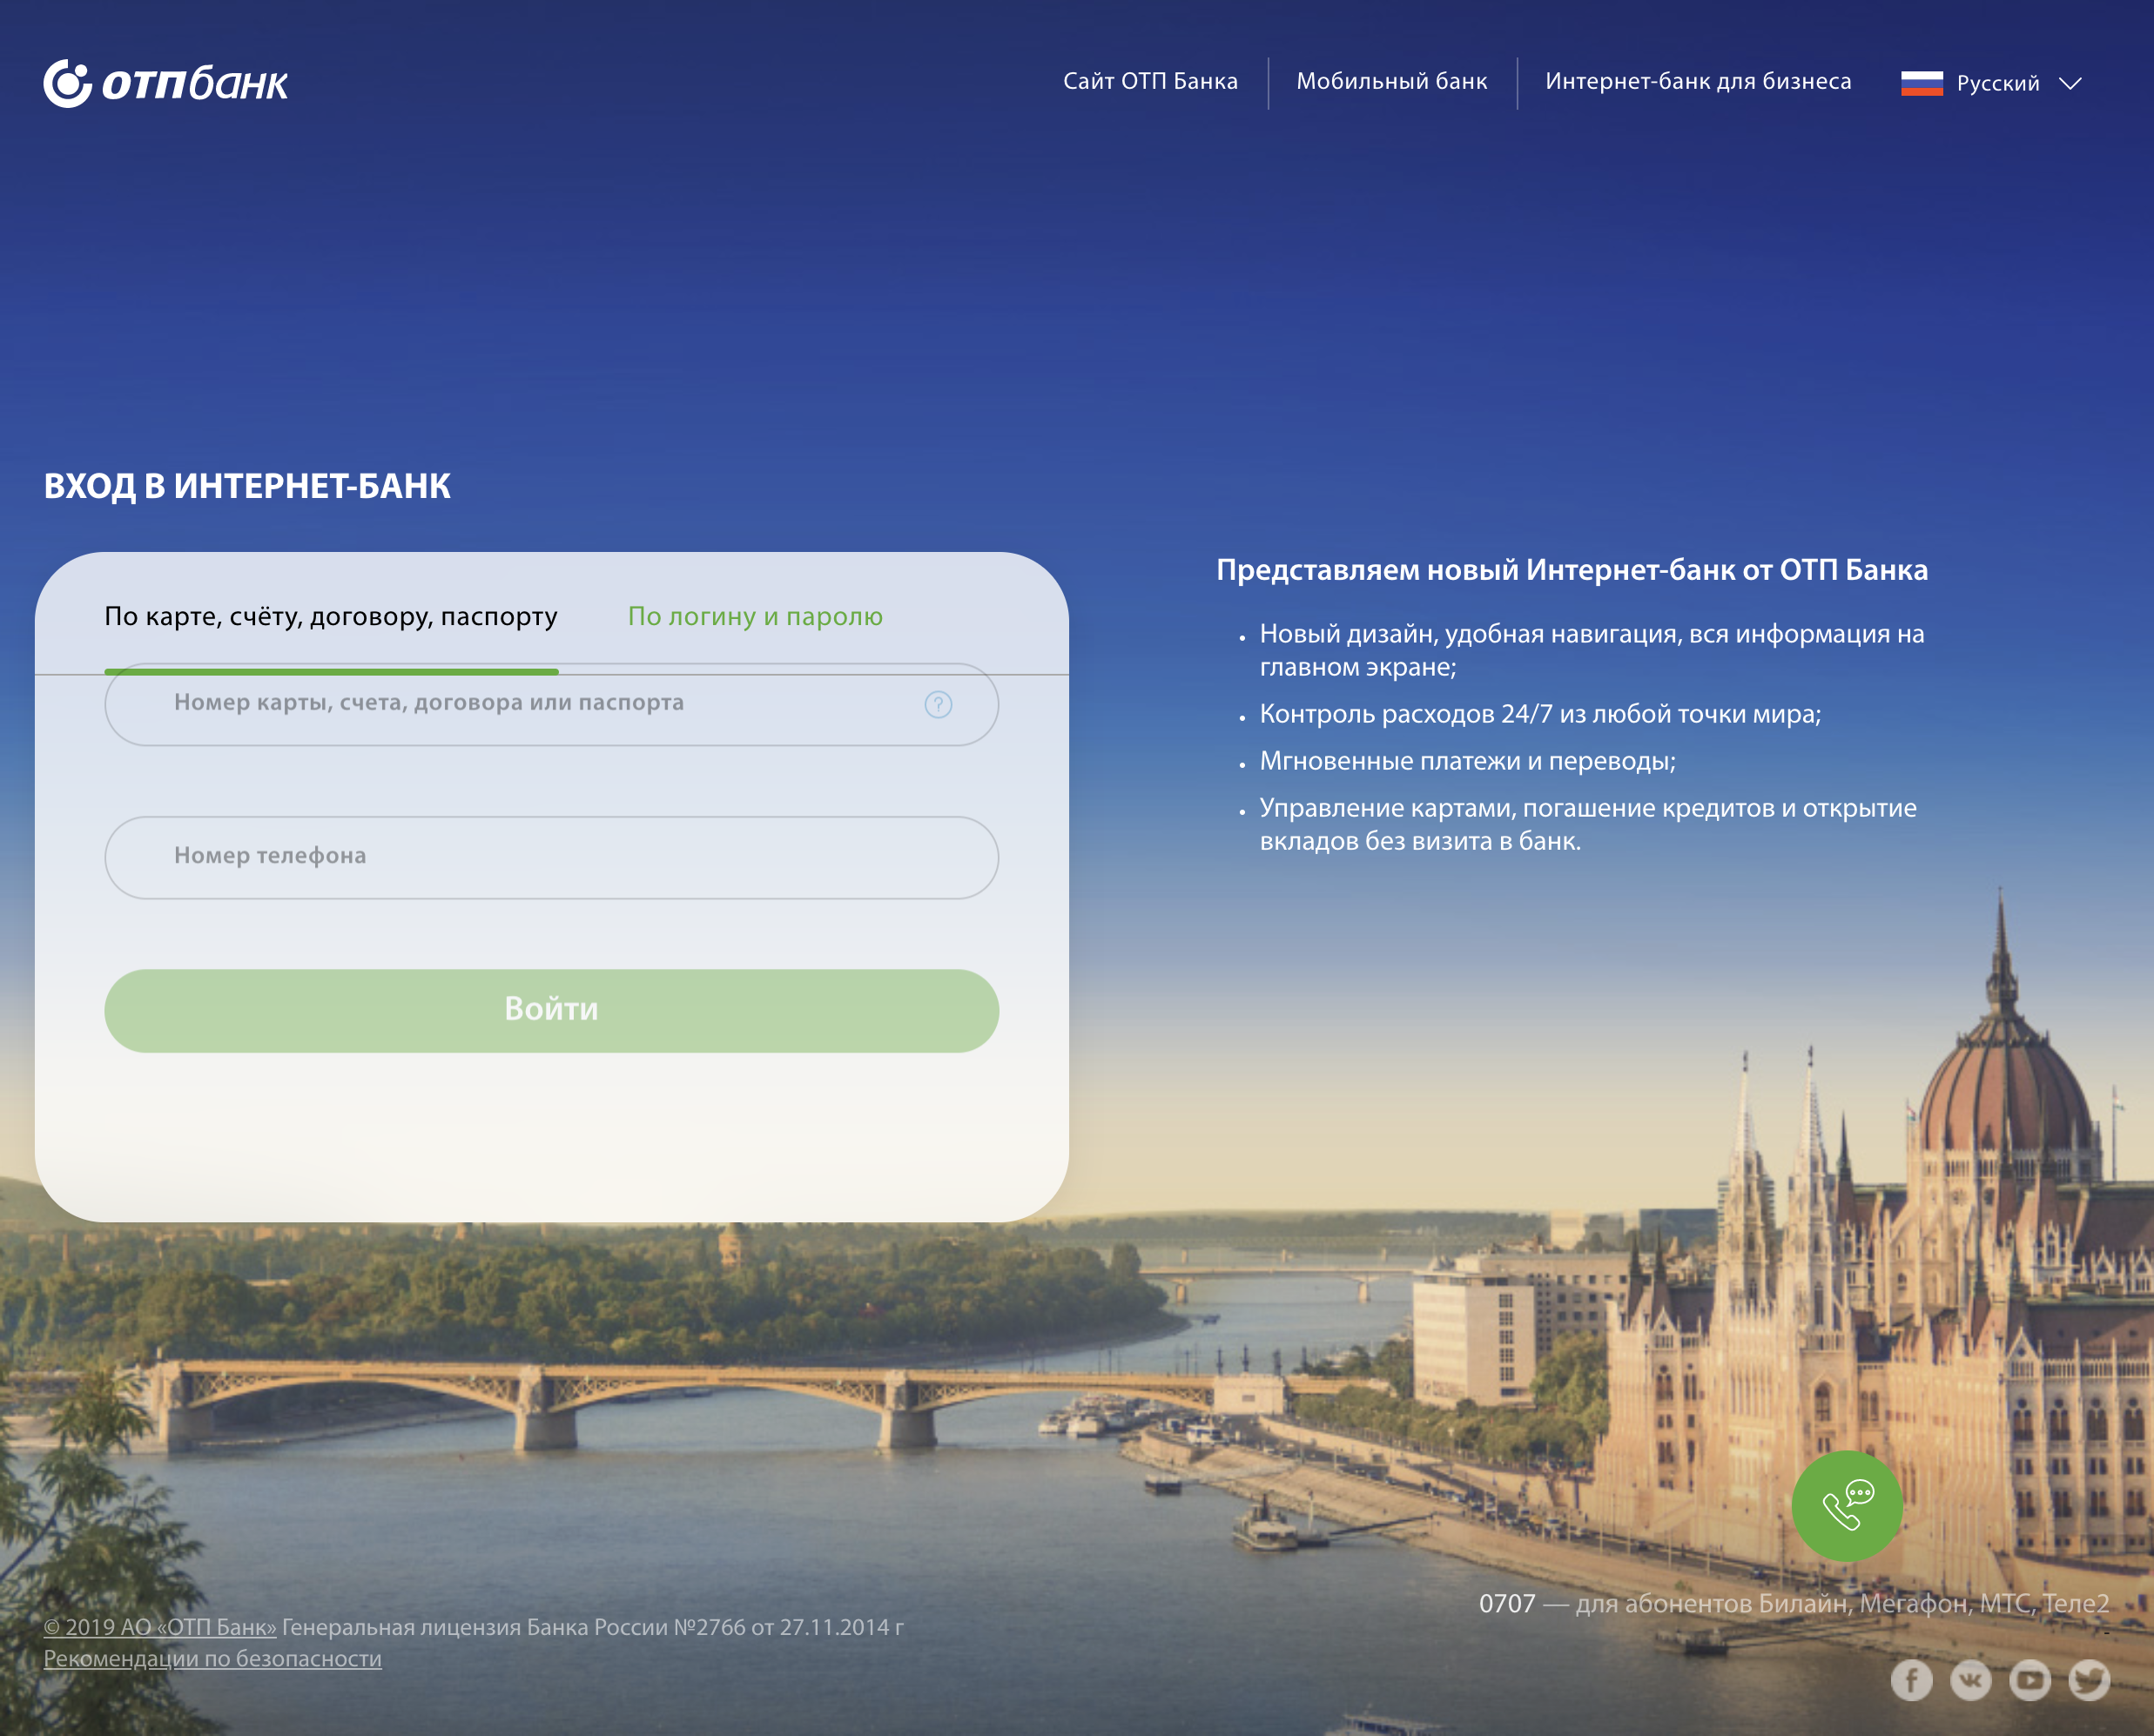 отпбанк
Сайт ОТП Банка
Мобильный банк
Интернет-банк для бизнеса
Русский
ВХОД В ИНТЕРНЕТ-БАНК
По карте, счёту, договору, паспорту
По логину и паролю
Номер карты, счета, договора или паспорта
?
Номер телефона
Войти
Представляем новый Интернет-банк от ОТП Банка
• Новый дизайн, удобная навигация, вся информация на
главном экране;
• Контроль расходов 24/7 из любой точки мира;
• Мгновенные платежи и переводы;
• Управление картами, погашение кредитов и открытие
вкладов без визита в банк.
0707 — для абонентов Билайн, Мегафон, МТС, Теле2
-
© 2019 АО «ОТП Банк» Генеральная лицензия Банка России №2766 от 27.11.2014 г
Рекомендации по безопасности